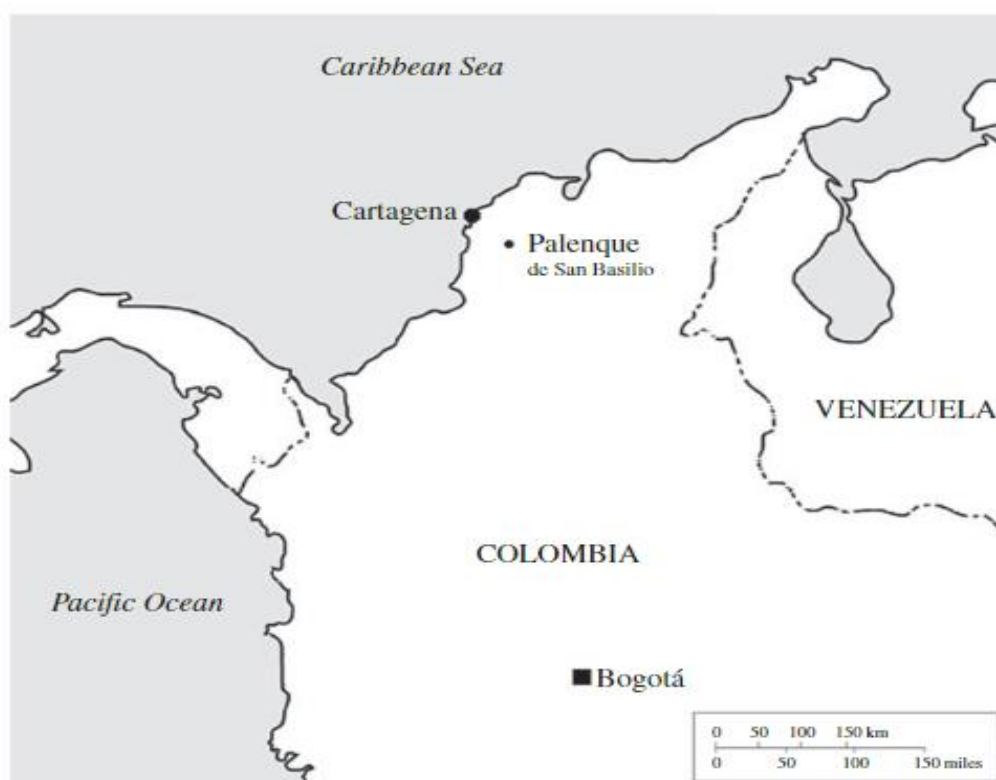 Caribbean Sea
Cartagena
Palenque
de San Basilio
VENEZUELA
COLOMBIA
Pacific Ocean
Bogotá
0 50 100 150 km
0 50 100 150 miles